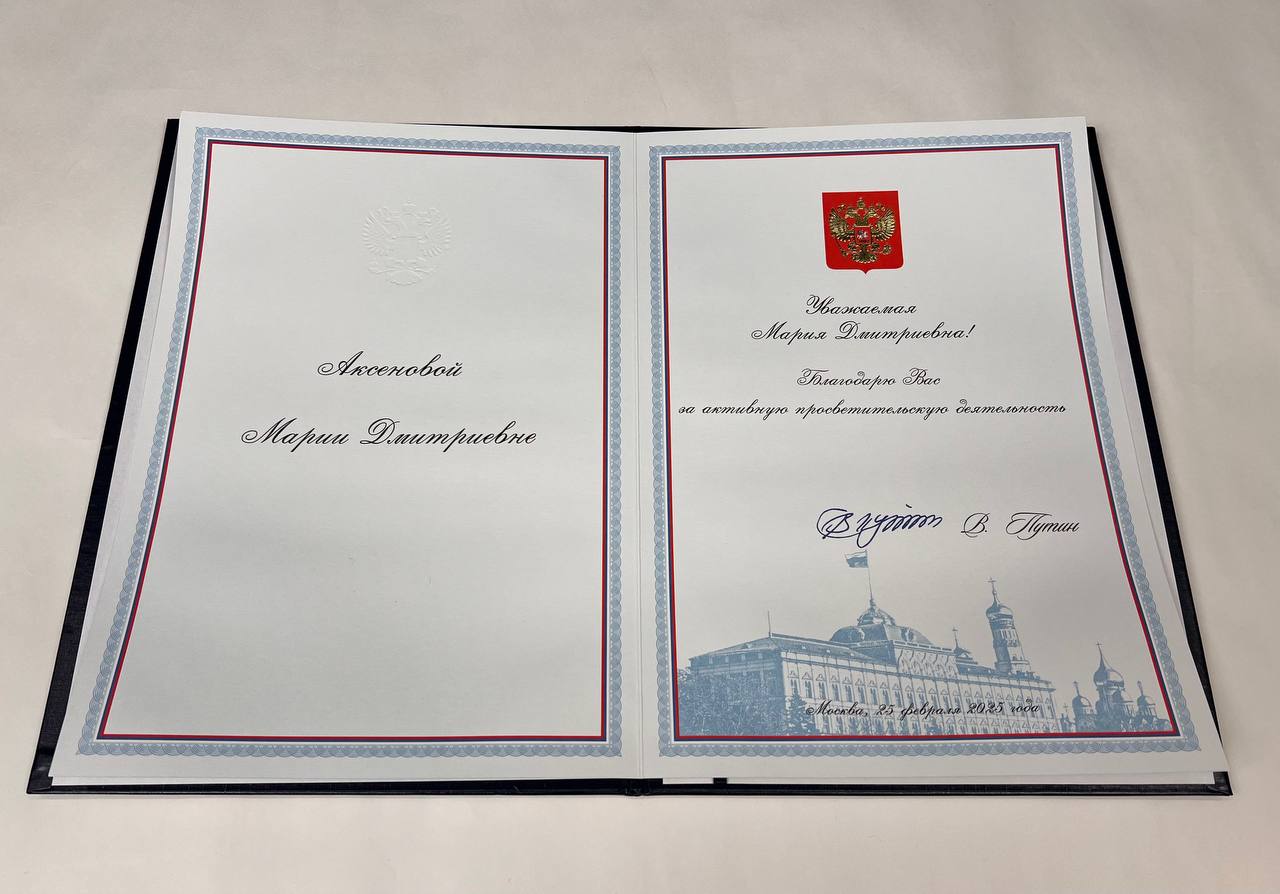 Аксеновой
Марии Дмитриевне
Уважаемая
Мария Дмитриевна!
Благодарю Вас
за активную просветительскую деятельность
В. Путин
Москва, 25 февраля 2025 года